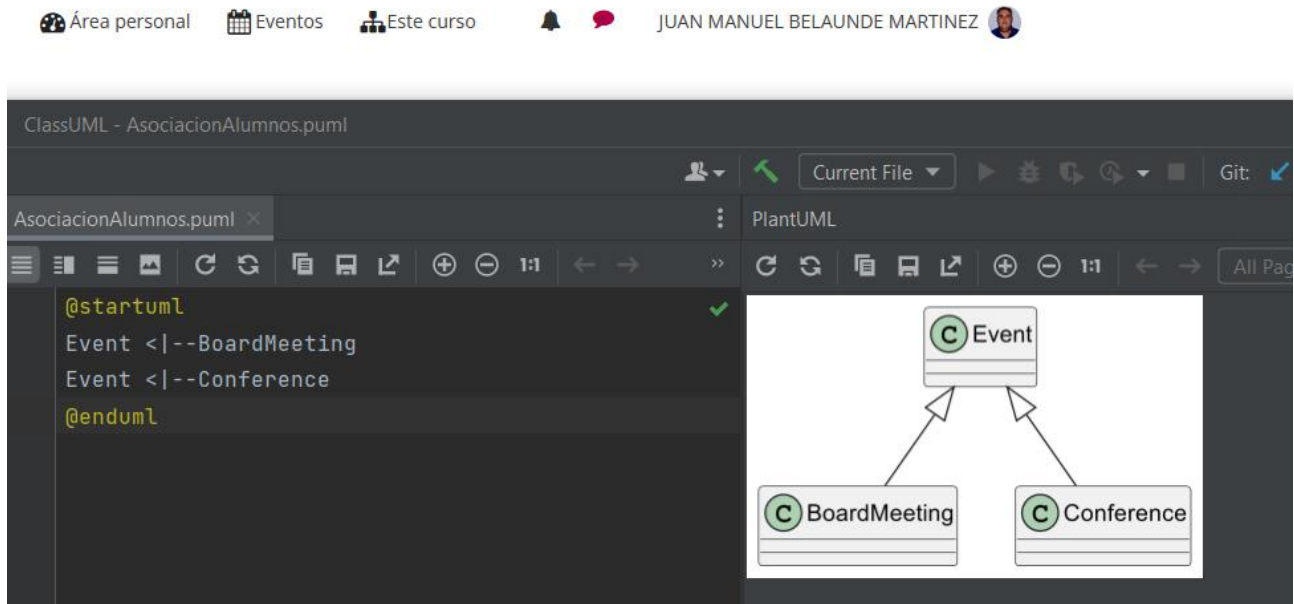 Área personal Eventos Este curso JUAN MANUEL BELAUNDE MARTINEZ
ClassUML - AsociacionAlumnos.puml
Current File Git:
AsociacionAlumnos.puml PlantUML
1:1 1:1 All Pag
@startuml
Event <|--BoardMeeting
Event <|--Conference
@enduml
C Event
C BoardMeeting C Conference